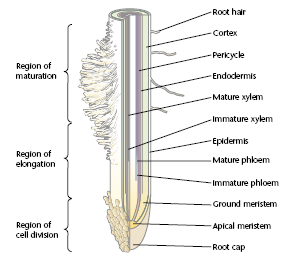 Root hair
Cortex
Pericycle
Endodermis
Mature xylem
Immature xylem
Epidermis
Mature phloem
Immature phloem
Ground meristem
Apical meristem
Root cap
Region of
maturation
Region of
elongation
Region of
cell division